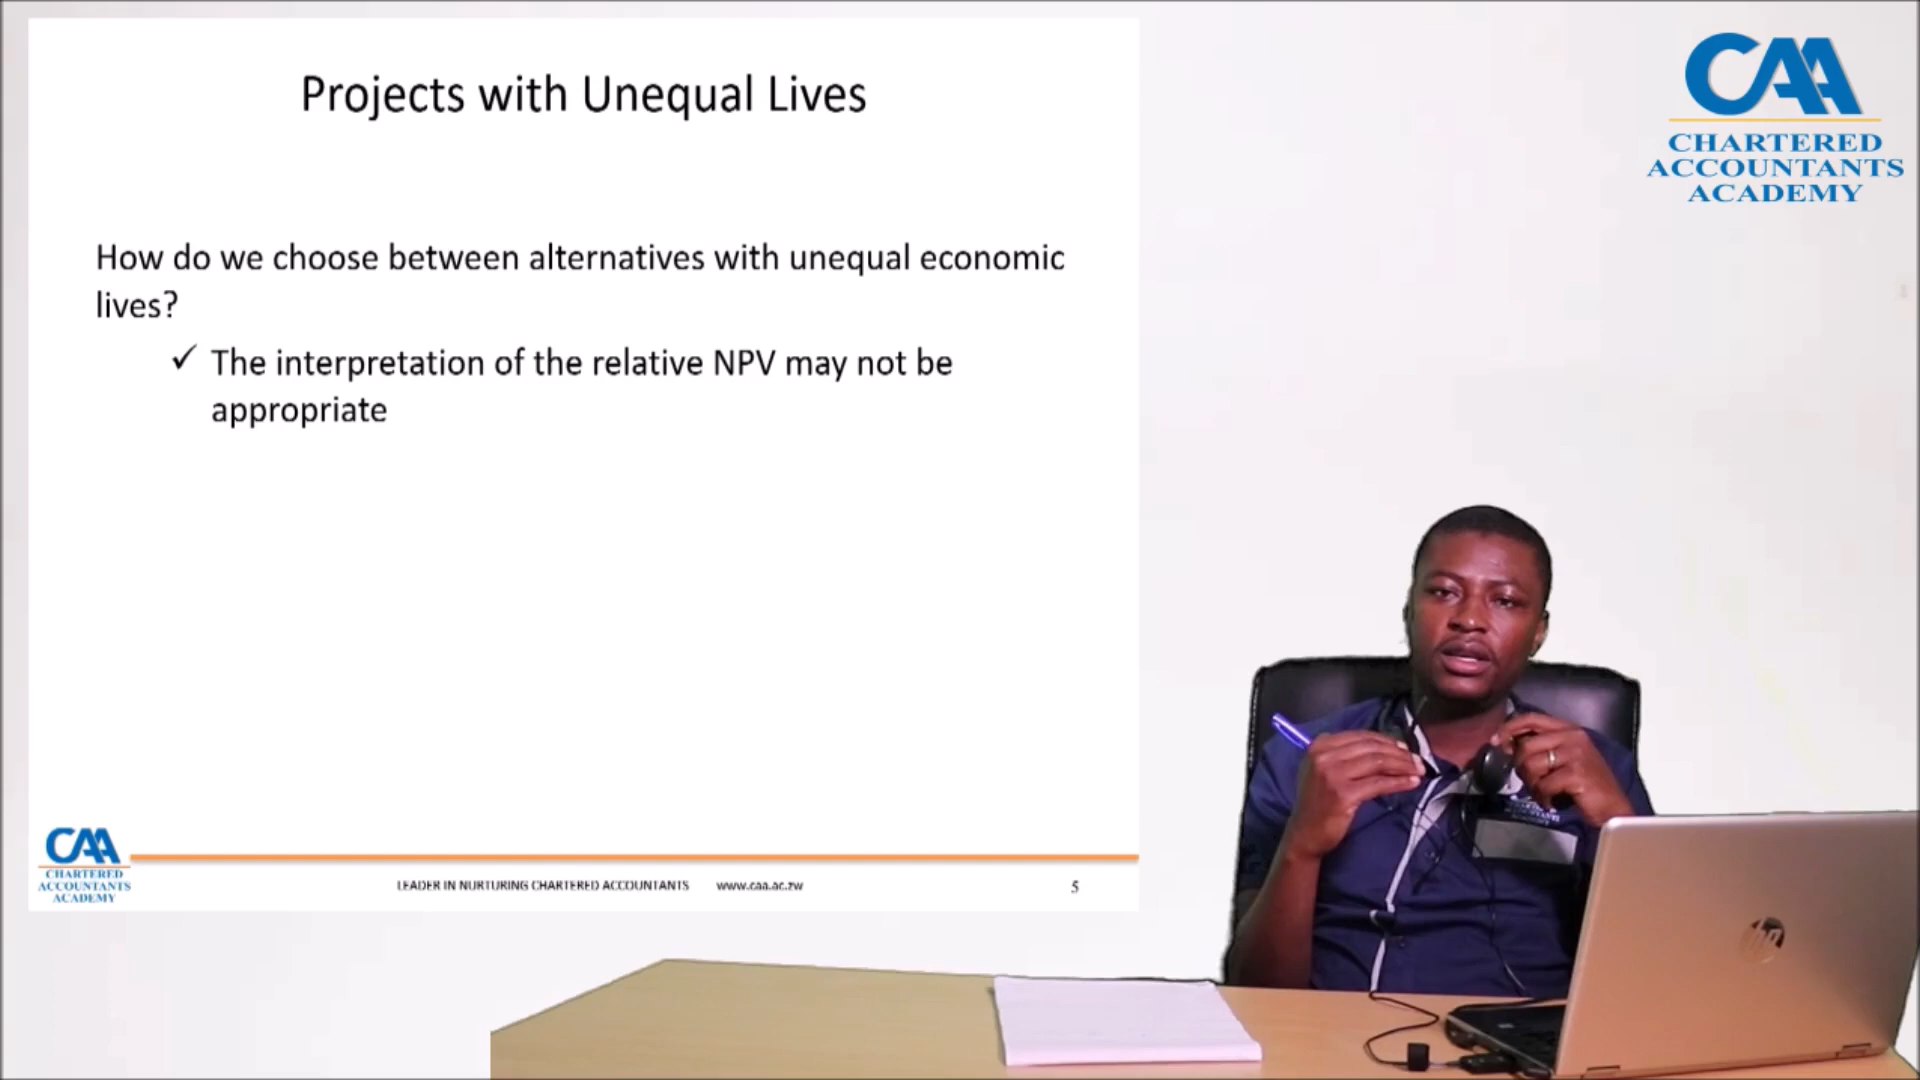 Projects with Unequal Lives
How do we choose between alternatives with unequal economic
lives?
✓ The interpretation of the relative NPV may not be
appropriate
CAA
CHARTERED
ACCOUNTANTS
ACADEMY
LEADER IN NURTURING CHARTERED ACCOUNTANTS www.caa.ac.zw
5
CAA
CHARTERED
ACCOUNTANTS
ACADEMY
hp